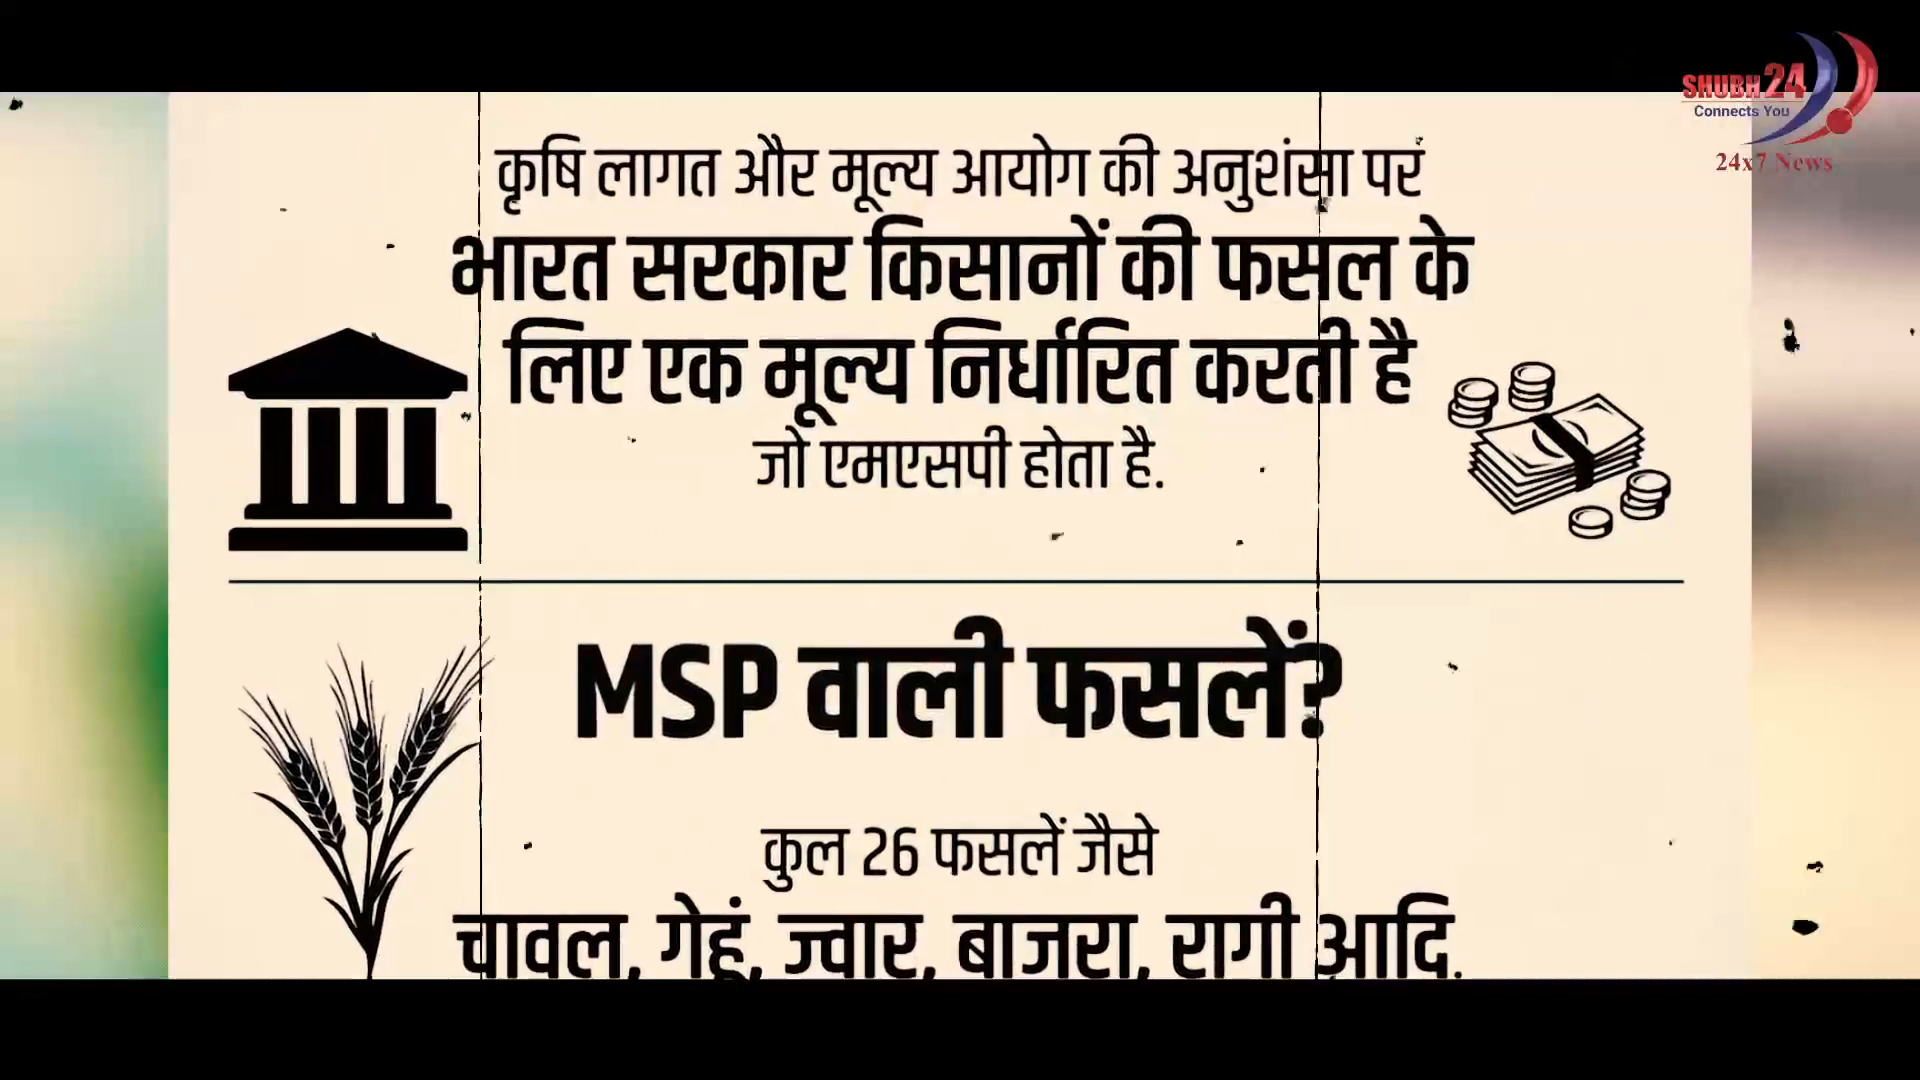 SHUBH 24
Connects You
24x7 News
कृषि लागत और मूल्य आयोग की अनुशंसा पर
भारत सरकार किसानों की फसल के
लिए एक मूल्य निर्धारित करती है
जो एमएसपी होता है.
MSP वाली फसलें?
कुल 26 फसलें जैसे
चावल, गेहूं, ज्वार, बाजरा, रागी आदि.